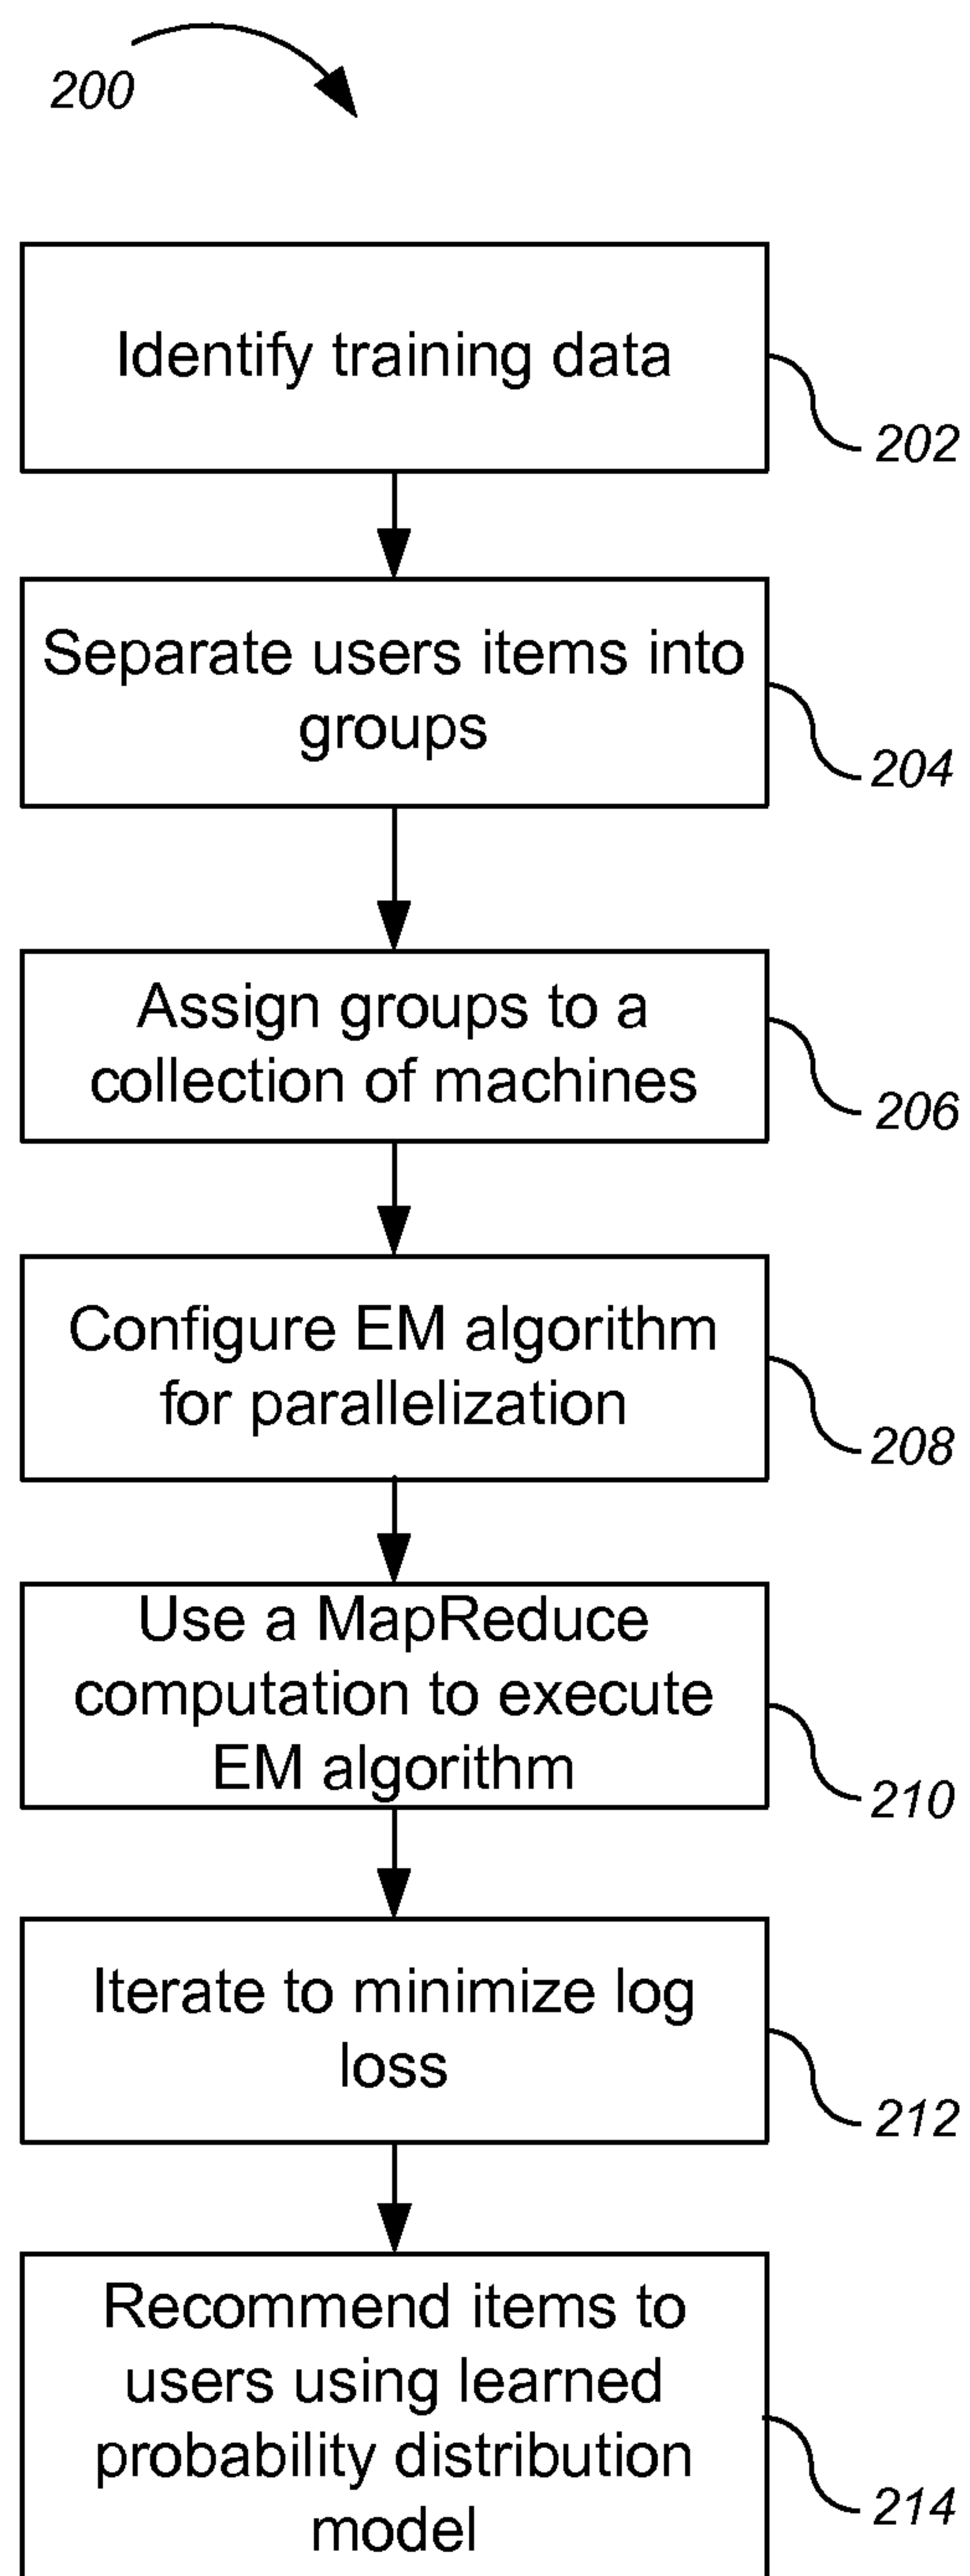 200
Identify training data
202
Separate users items into
groups
204
Assign groups to a
collection of machines
206
Configure EM algorithm
for parallelization
208
Use a MapReduce
computation to execute
EM algorithm
210
Iterate to minimize log
loss
212
Recommend items to
users using learned
probability distribution
model
214